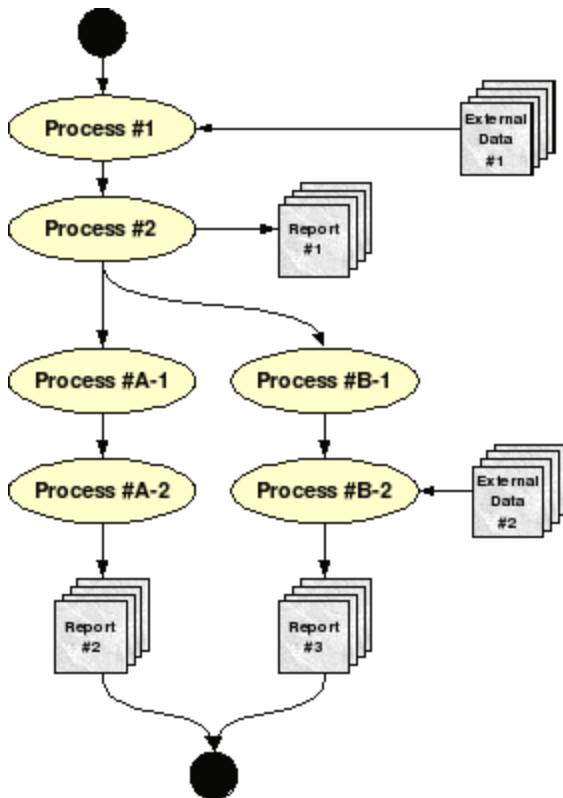 Process #1
External
Data
#1
Process #2
Report
#1
Process #A-1
Process #B-1
Process #A-2
Process #B-2
External
Data
#2
Report
#2
Report
#3